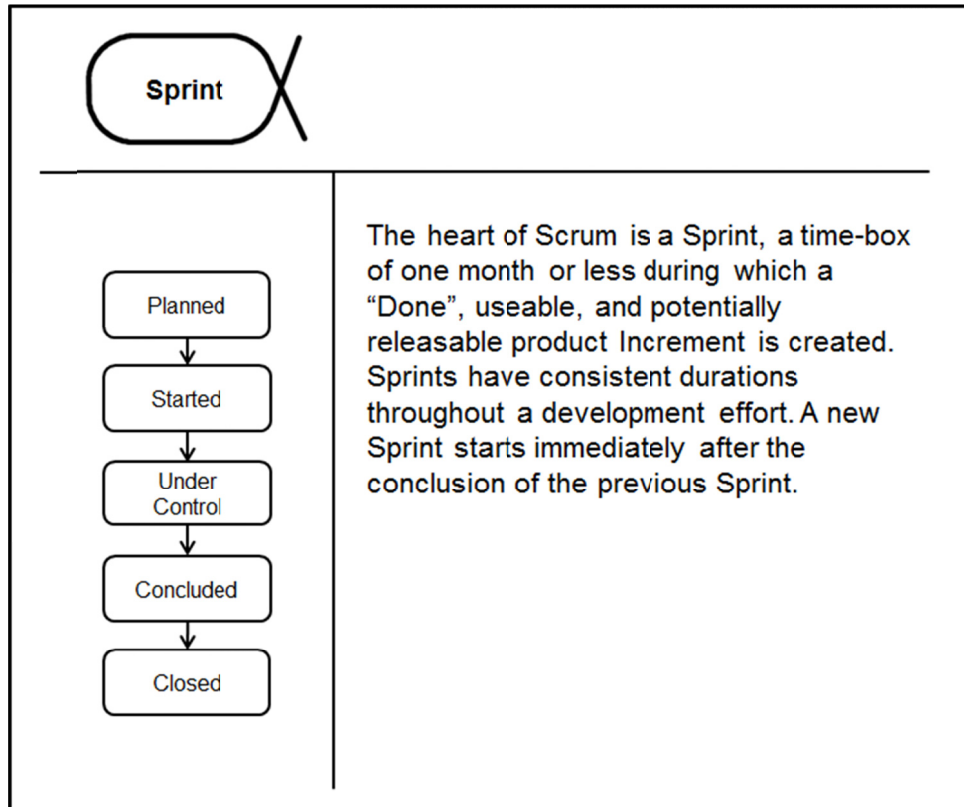 Sprint
Planned
Started
Under
Control
Concluded
Closed
The heart of Scrum is a Sprint, a time-box
of one month or less during which a
“Done”, useable, and potentially
releasable product Increment is created.
Sprints have consistent durations
throughout a development effort. A new
Sprint starts immediately after the
conclusion of the previous Sprint.